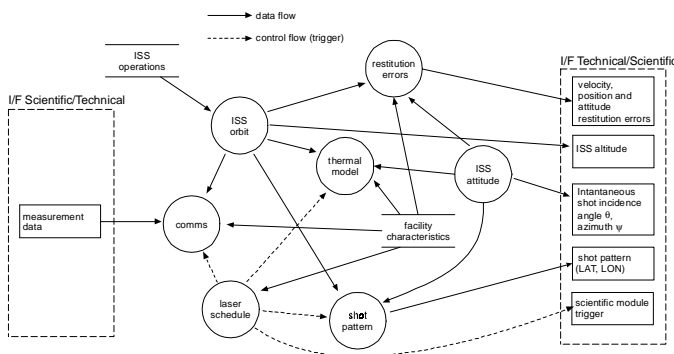 data flow
control flow (trigger)
ISS
operations
I/F Scientific/Technical
I/F Technical/Scientific
restitution
errors
velocity,
position and
attitude
restitution errors
ISS
orbit
ISS altitude
thermal
model
ISS
attitude
Intantaneous
shot incidence
angle θ,
azimuth ψ
measurement
data
comms
facility
characteristics
shot pattern
(LAT, LON)
laser
schedule
shot
pattern
scientific module
trigger